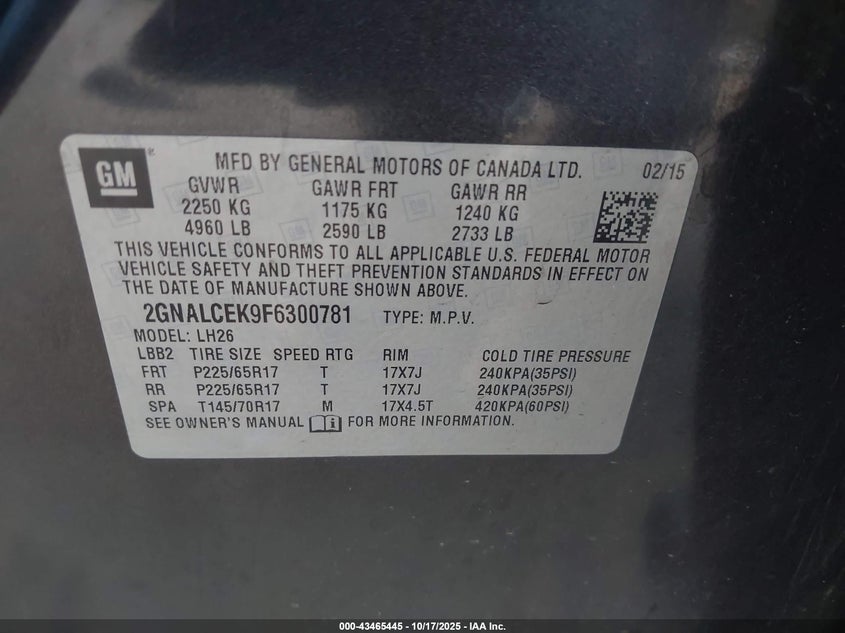 GM
MFD BY GENERAL MOTORS OF CANADA LTD. 02/15
GVWR GAWR FRT GAWR RR
2250 KG 1175 KG 1240 KG
4960 LB 2590 LB 2733 LB
THIS VEHICLE CONFORMS TO ALL APPLICABLE U.S. FEDERAL MOTOR
VEHICLE SAFETY AND THEFT PREVENTION STANDARDS IN EFFECT ON
THE DATE OF MANUFACTURE SHOWN ABOVE.
2GNALCEK9F6300781 TYPE: M.P.V.
MODEL: LH26
LBB2 TIRE SIZE SPEED RTG RIM COLD TIRE PRESSURE
FRT P225/65R17 T 17X7J 240KPA(35PSI)
RR P225/65R17 T 17X7J 240KPA(35PSI)
SPA T145/70R17 M 17X4.5T 420KPA(60PSI)
SEE OWNER'S MANUAL FOR MORE INFORMATION.
000-43465445 - 10/17/2025 - IAA Inc.